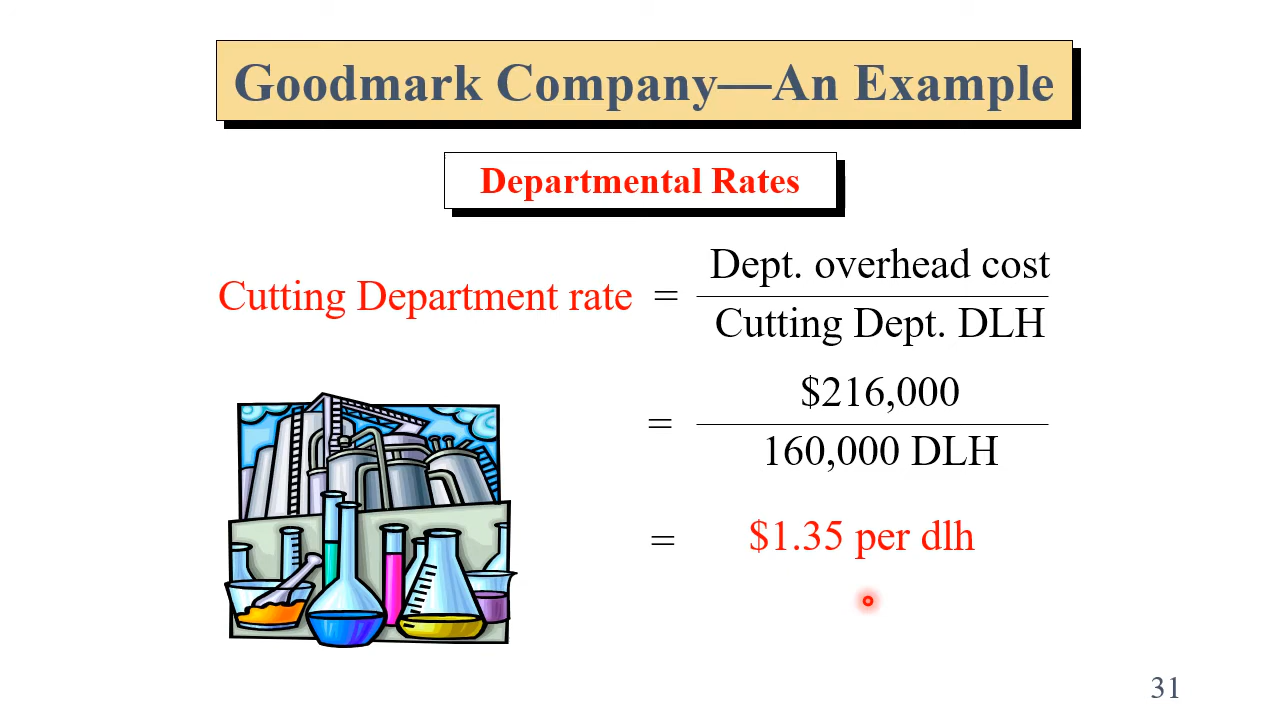 Goodmark Company—An Example
Departmental Rates
Cutting Department rate = Dept. overhead cost
Cutting Dept. DLH
= $216,000
160,000 DLH
= $1.35 per dlh
31